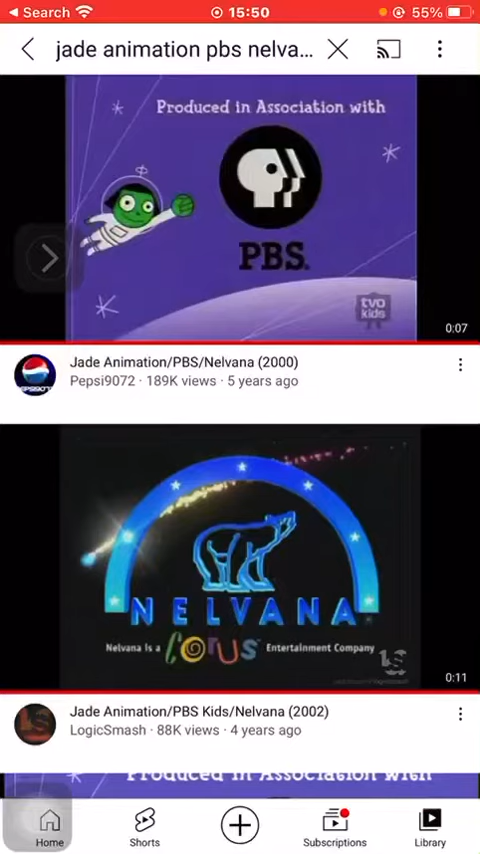 Search
15:50
55%
jade animation pbs nelva...
Produced in Association with
PBS.
tvo
kids
0:07
Jade Animation/PBS/Nelvana (2000)
Pepsi9072 · 189K views · 5 years ago
NELVANA
Nelvana Is a corus Entertainment Company
LS
0:11
LS
Jade Animation/PBS Kids/Nelvana (2002)
LogicSmash · 88K views · 4 years ago
Produced in Association with
Home
Shorts
Subscriptions
Library